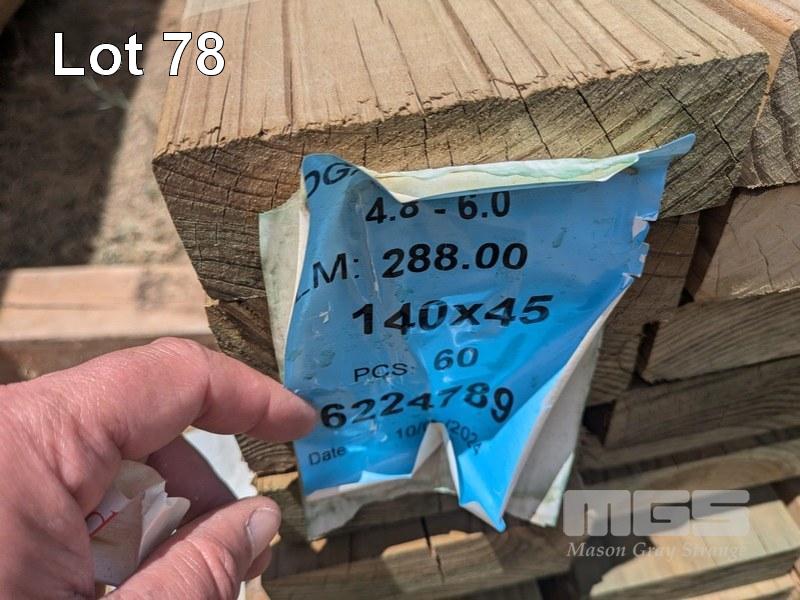 Lot 78
4.8 - 6.0
LM: 288.00
140x45
PCS: 60
6224789
Date
MGS
Mason Gray Strange